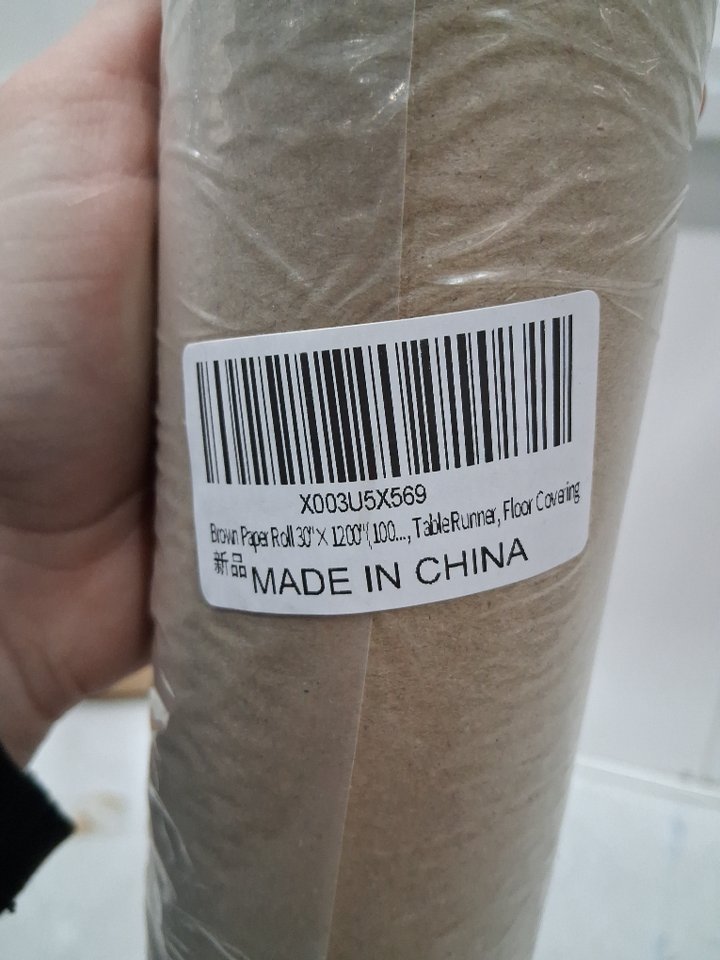 X003U5X569
Brown Paper Roll 30" X 1200" (100..., Table Runner, Floor Covering
新品
MADE IN CHINA